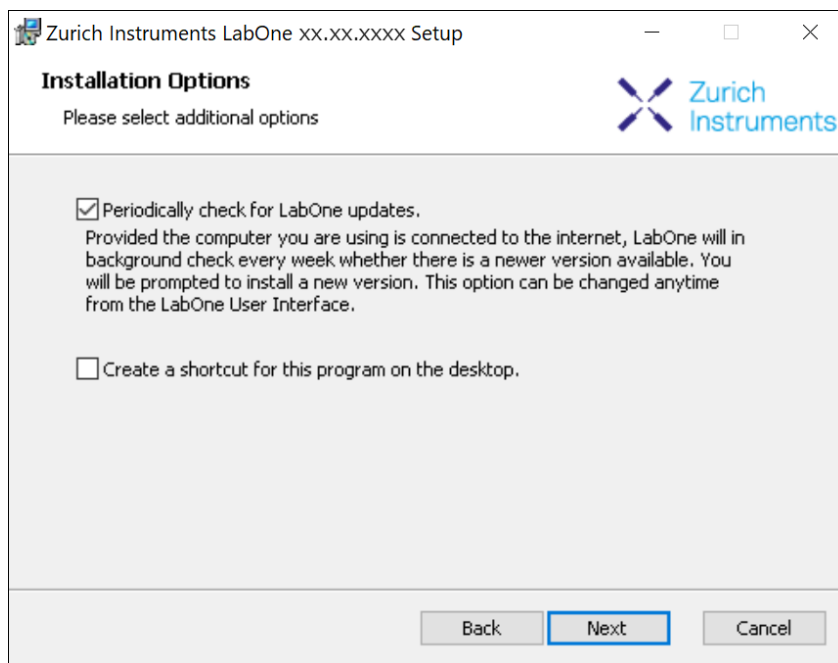 Zurich Instruments LabOne xx.xx.xxxx Setup
Installation Options
Please select additional options
Zurich
Instruments
Periodically check for LabOne updates.
Provided the computer you are using is connected to the internet, LabOne will in
background check every week whether there is a newer version available. You
will be prompted to install a new version. This option can be changed anytime
from the LabOne User Interface.
Create a shortcut for this program on the desktop.
Back
Next
Cancel